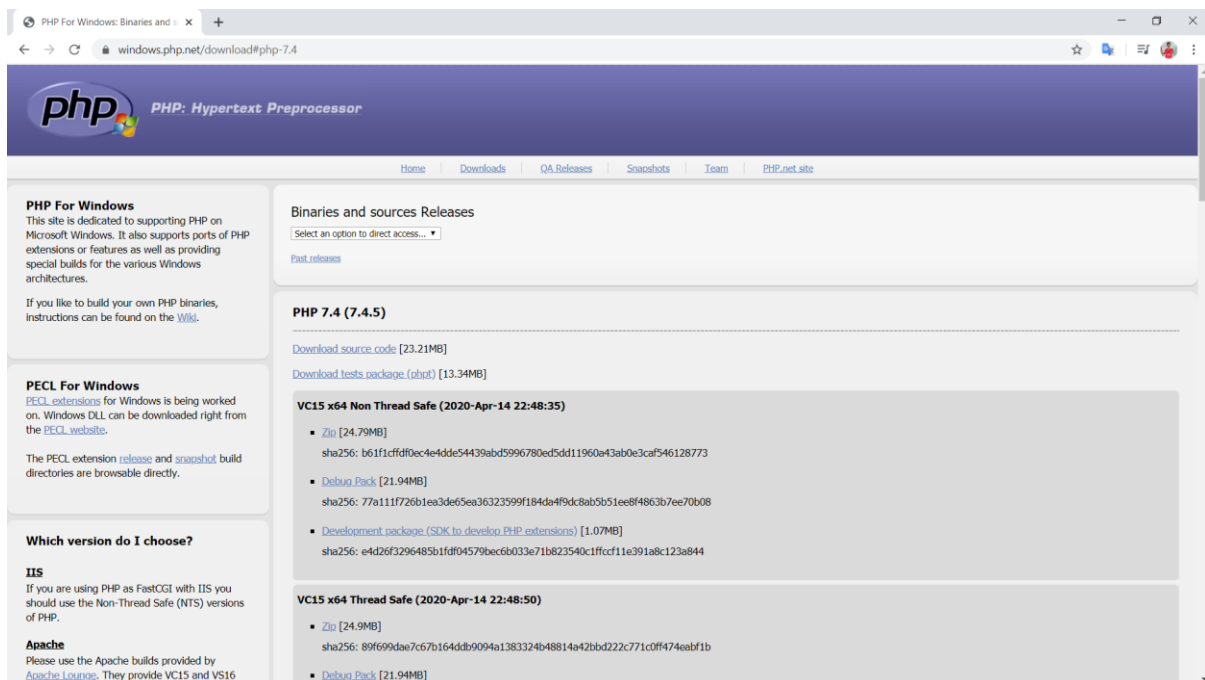 PHP For Windows: Binaries and s
windows.php.net/download#php-7.4
php
PHP: Hypertext Preprocessor
Home
Downloads
QA Releases
Snapshots
Team
PHP.net site
PHP For Windows
This site is dedicated to supporting PHP on
Microsoft Windows. It also supports ports of PHP
extensions or features as well as providing
special builds for the various Windows
architectures.
If you like to build your own PHP binaries,
instructions can be found on the Wiki.
PECL For Windows
PECL extensions for Windows is being worked
on. Windows DLL can be downloaded right from
the PECL website.
The PECL extension release and snapshot build
directories are browsable directly.
Which version do I choose?
IIS
If you are using PHP as FastCGI with IIS you
should use the Non-Thread Safe (NTS) versions
of PHP.
Apache
Please use the Apache builds provided by
Apache Lounge. They provide VC15 and VS16
Binaries and sources Releases
Select an option to direct access...
Past releases
PHP 7.4 (7.4.5)
Download source code [23.21MB]
Download tests package (phpt) [13.34MB]
VC15 x64 Non Thread Safe (2020-Apr-14 22:48:35)
Zip [24.79MB]
sha256: b61f1cffdf0ec4e4dde54439abd5996780ed5dd11960a43ab0e3caf546128773
Debug Pack [21.94MB]
sha256: 77a111f726b1ea3de65ea36323599f184da4f9dc8ab5b51ee8f4863b7ee70b08
Development package (SDK to develop PHP extensions) [1.07MB]
sha256: e4d26f3296485b1fdf04579bec6b033e71b823540c1ffccf11e391a8c123a844
VC15 x64 Thread Safe (2020-Apr-14 22:48:50)
Zip [24.9MB]
sha256: 89f699dae7c67b164ddb9094a1383324b48814a42bbd222c771c0ff474eabf1b
Debug Pack [21.94MB]